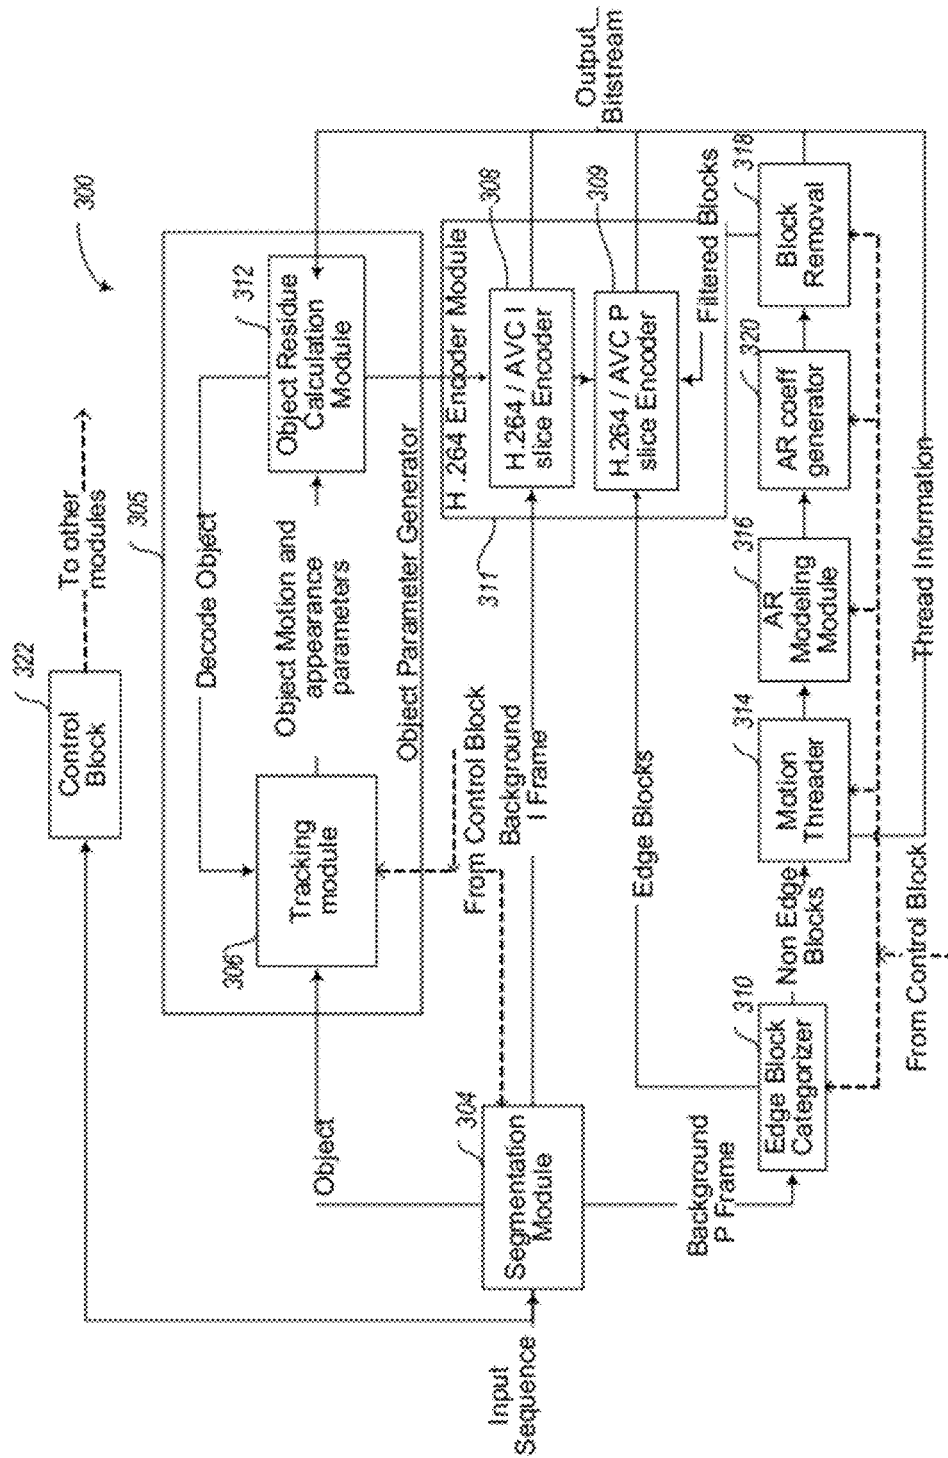 300
322
Control
Block
To other
modules
305
Decode Object
306
Tracking
module
Object Motion and
appearance
parameters
312
Object Residue
Calculation
Module
Object Parameter Generator
Object
From Control Block
Background
I Frame
H .264 Encoder Module
308
H.264 / AVC I
slice Encoder
309
H.264 / AVC P
slice Encoder
311
Output
Bitstream
Input
Sequence
304
Segmentation
Module
Edge Blocks
Filtered Blocks
Background
P Frame
310
Edge Block
Categorizer
Non Edge
Blocks
314
Motion
Threader
316
AR
Modeling
Module
320
AR coeff
generator
318
Block
Removal
From Control Block
Thread Information